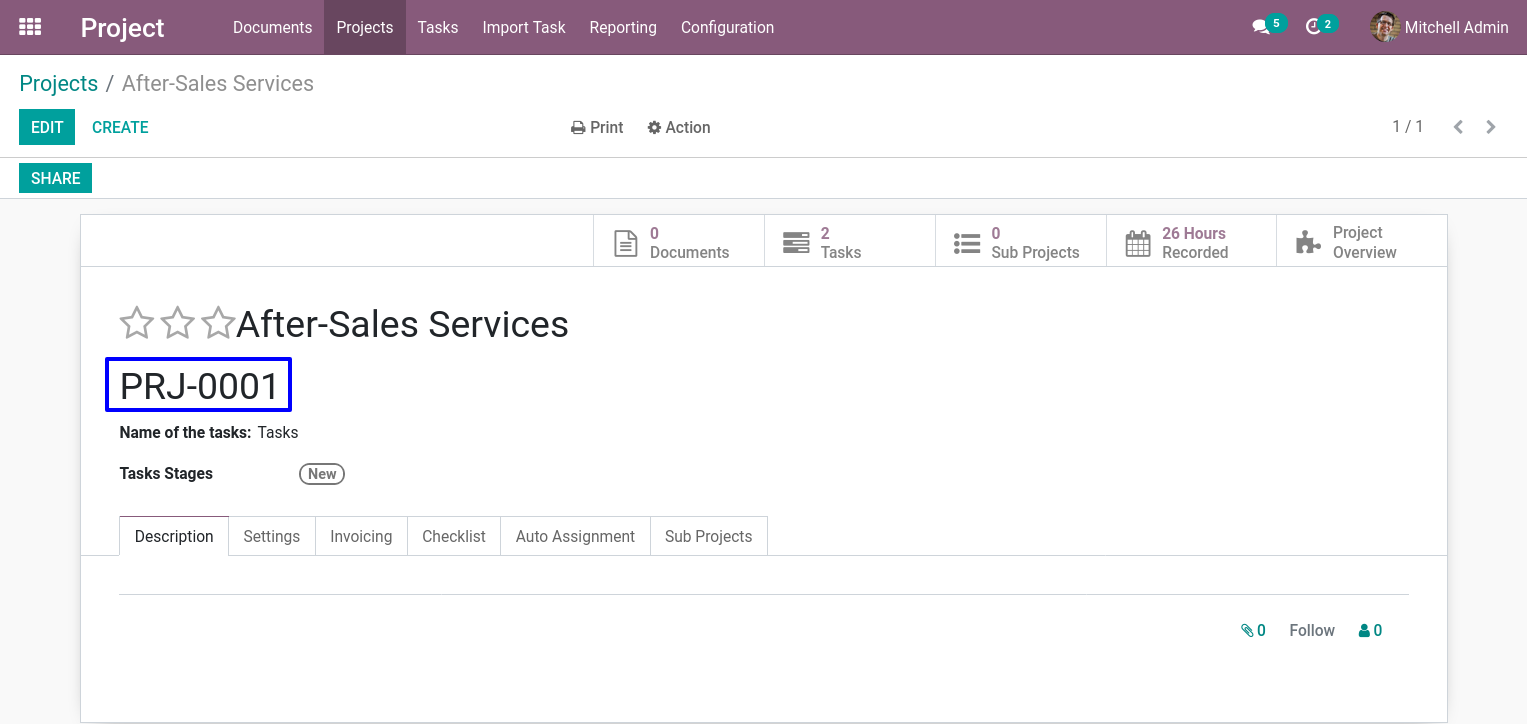 Project Documents Projects Tasks Import Task Reporting Configuration 5 2 Mitchell Admin
Projects / After-Sales Services
EDIT CREATE Print Action 1 / 1
SHARE
0 Documents 2 Tasks 0 Sub Projects 26 Hours Recorded Project Overview
After-Sales Services
PRJ-0001
Name of the tasks: Tasks
Tasks Stages New
Description Settings Invoicing Checklist Auto Assignment Sub Projects
0 Follow 0